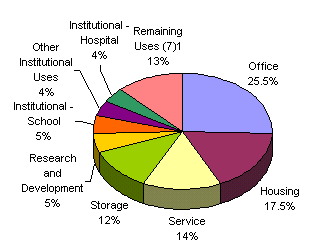 Institutional -
Hospital
4%
Remaining
Uses (7)1
13%
Office
25.5%
Other
Institutional
Uses
4%
Institutional -
School
5%
Research
and
Development
5%
Storage
12%
Service
14%
Housing
17.5%